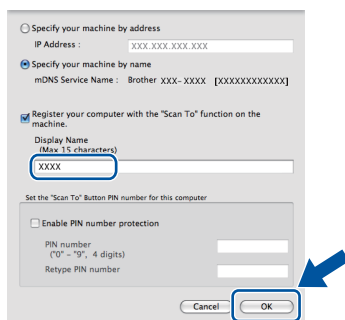 Specify your machine by address
IP Address :
XXX.XXX.XXX.XXX
Specify your machine by name
mDNS Service Name : Brother XXX-XXXX [XXXXXXXXXXXX]
Register your computer with the "Scan To" function on the
machine.
Display Name
(Max 15 characters)
XXXX
Set the "Scan To" Button PIN number for this computer
Enable PIN number protection
PIN number
("0" - "9", 4 digits)
Retype PIN number
Cancel
OK